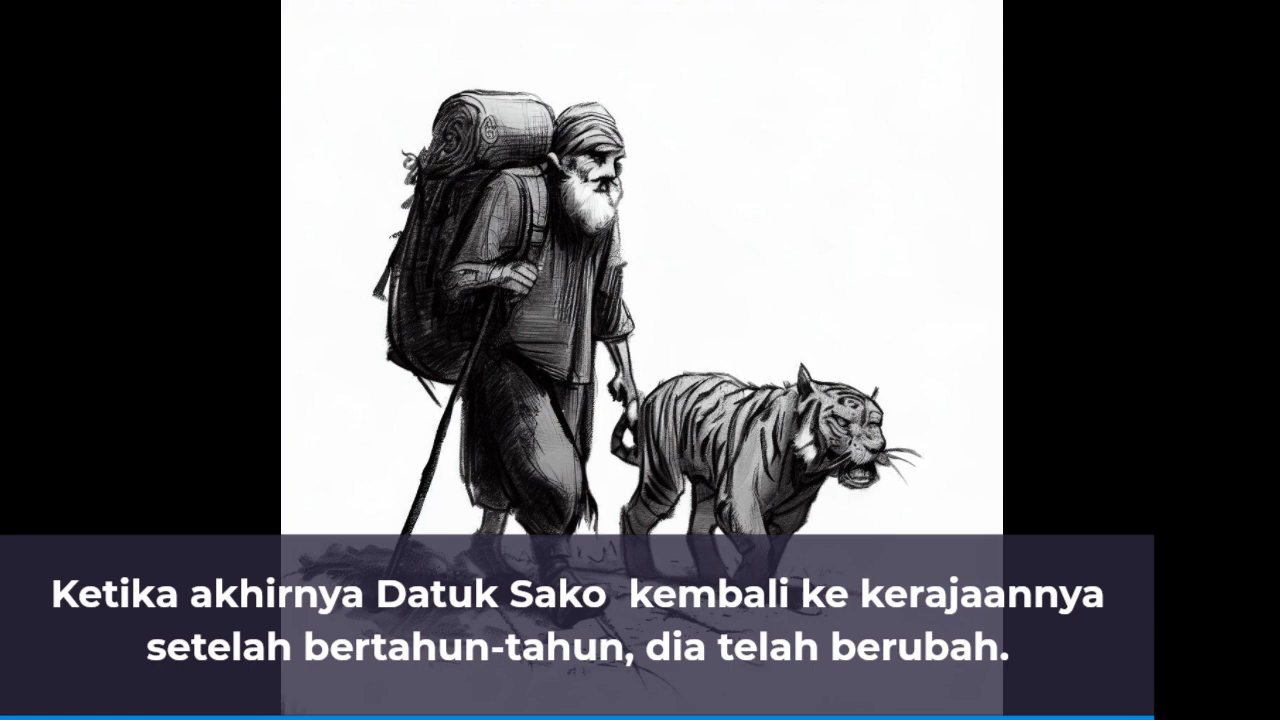 Ketika akhirnya Datuk Sako  kembali ke kerajaannya
setelah bertahun-tahun, dia telah berubah.